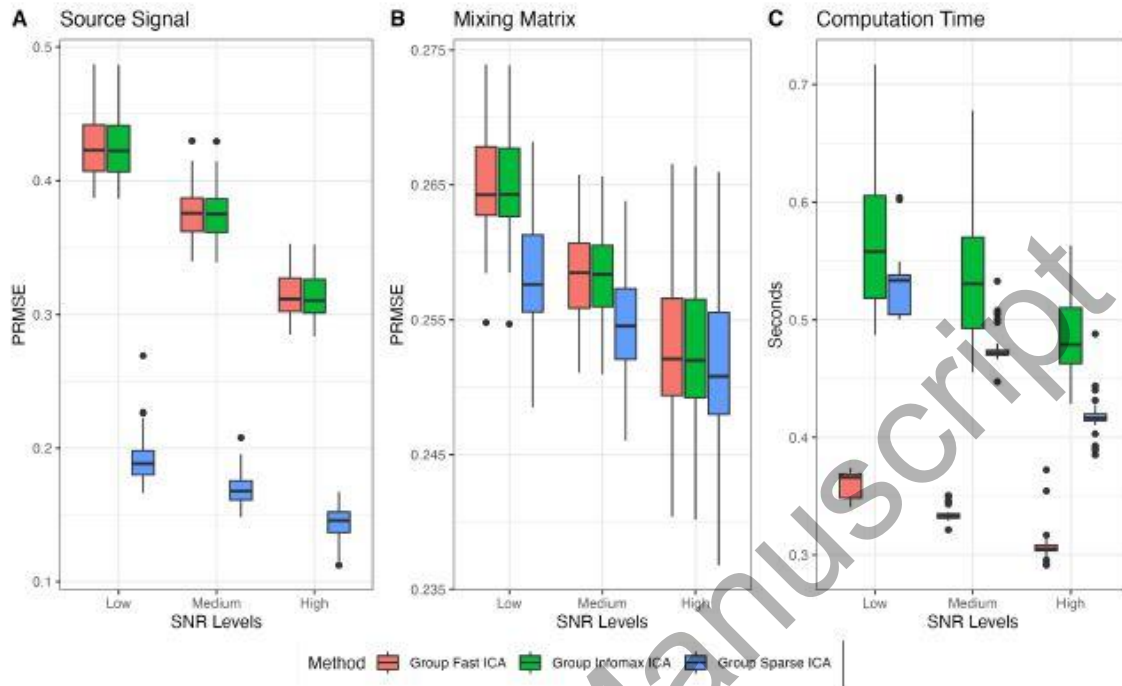 A Source Signal
B Mixing Matrix
C Computation Time
0.5
0.4
0.3
0.2
0.1
PRMSE
Low Medium High
SNR Levels
0.275
0.265
0.255
0.245
0.235
PRMSE
Low Medium High
SNR Levels
0.7
0.6
0.5
0.4
0.3
Seconds
Low Medium High
SNR Levels
Method Group Fast ICA Group Infomax ICA Group Sparse ICA
Manuscript